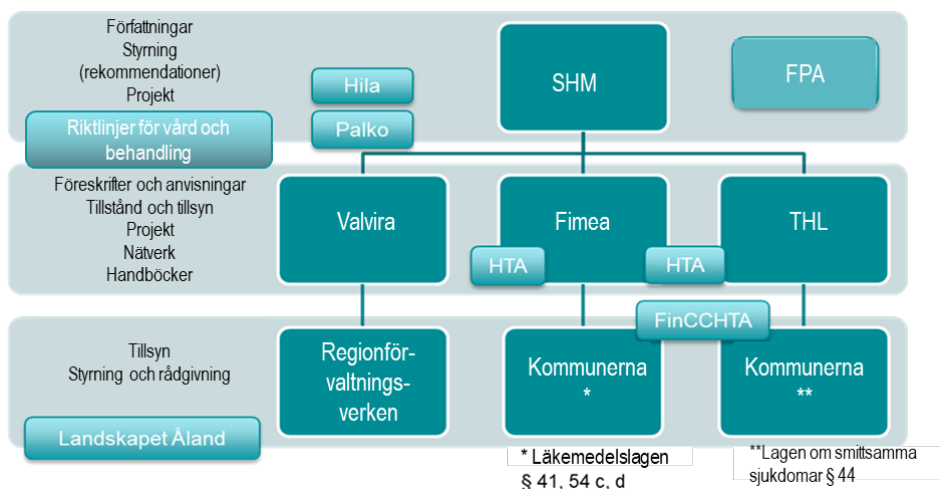 Författningar
Styrning
(rekommendationer)
Projekt
Riktlinjer för vård och
behandling
Hila
Palko
SHM
FPA
Föreskrifter och anvisningar
Tillstånd och tillsyn
Projekt
Nätverk
Handböcker
Valvira
Fimea
HTA
HTA
THL
FinCCHTA
Tillsyn
Styrning och rådgivning
Landskapet Åland
Regionför-
valtnings-
verken
Kommunerna
*
Kommunerna
**
* Läkemedelslagen
§ 41, 54 c, d
**Lagen om smittsamma
sjukdomar § 44